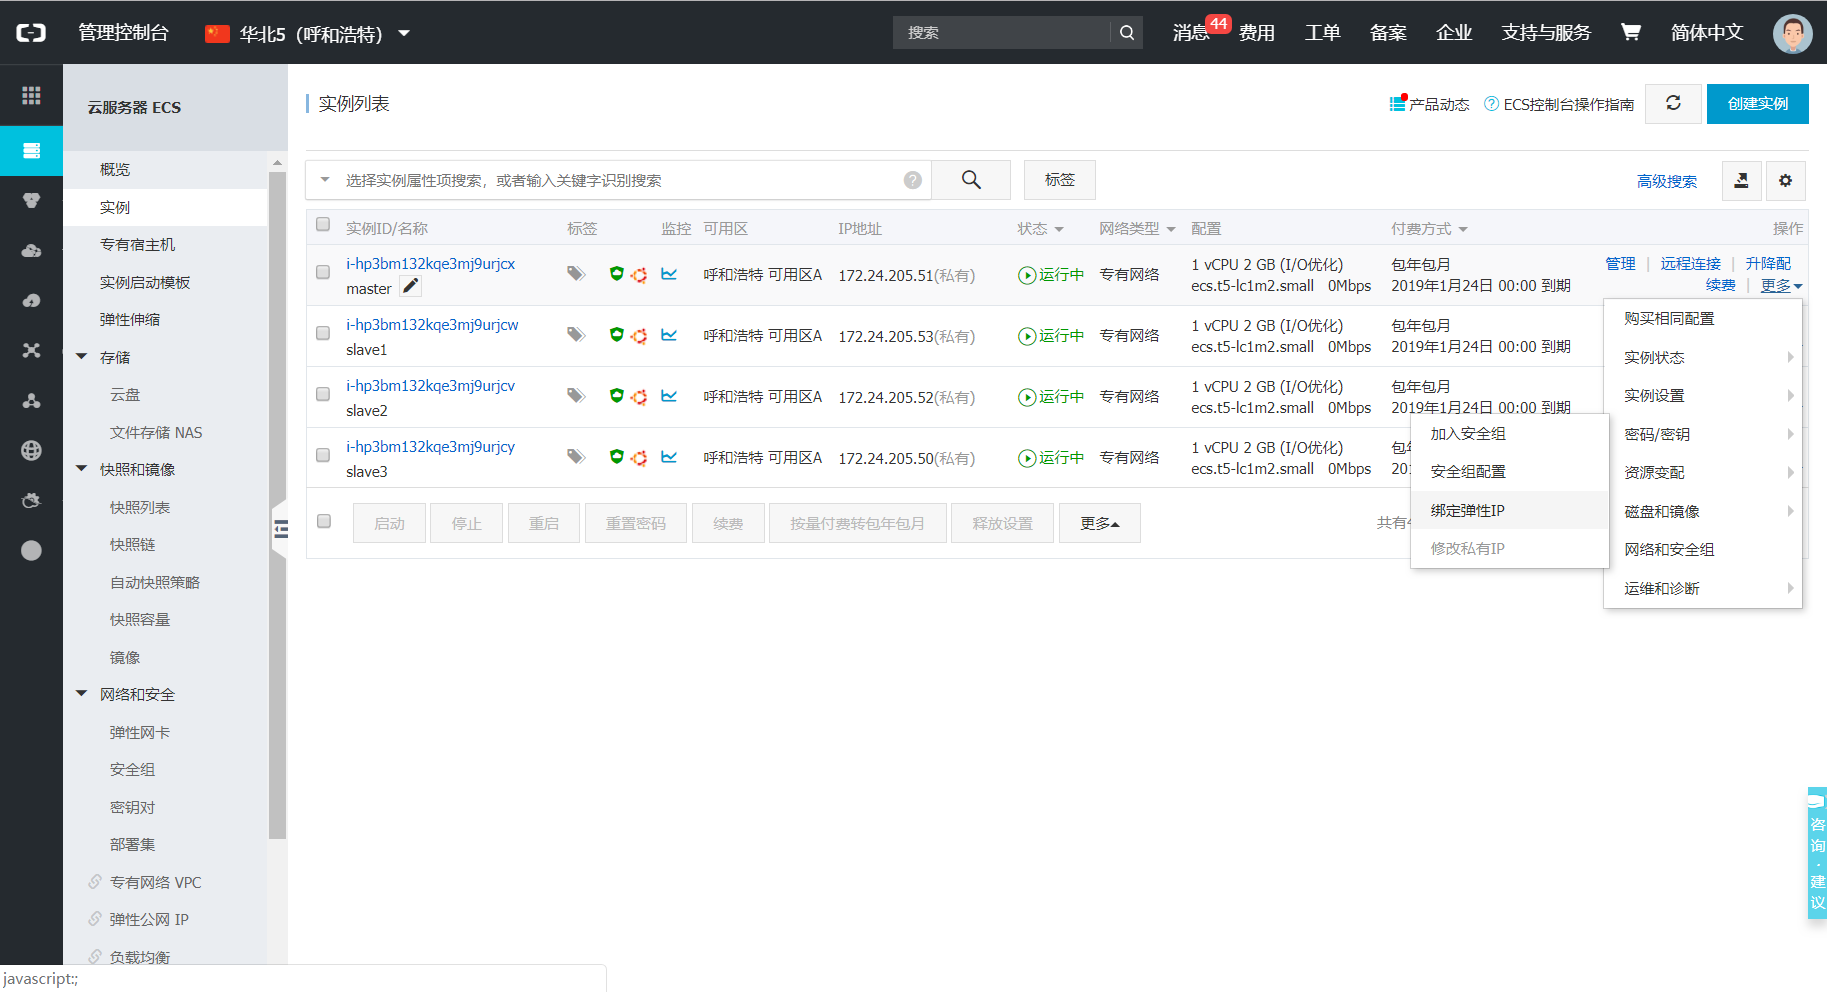 管理控制台
华北5（呼和浩特）
搜索
消息
44
费用
工单
备案
企业
支持与服务
简体中文
云服务器 ECS
概览
实例
专有宿主机
实例启动模板
弹性伸缩
存储
云盘
文件存储 NAS
快照和镜像
快照列表
快照链
自动快照策略
快照容量
镜像
网络和安全
弹性网卡
安全组
密钥对
部署集
专有网络 VPC
弹性公网 IP
负载均衡
javascript:;
实例列表
产品动态
ECS控制台操作指南
创建实例
选择实例属性项搜索，或者输入关键字识别搜索
标签
高级搜索
实例ID/名称 标签 监控 可用区 IP地址 状态 网络类型 配置 付费方式 操作
i-hp3bm132kqe3mj9urjcx
master
呼和浩特 可用区A 172.24.205.51(私有) 运行中 专有网络
1 vCPU 2 GB (I/O优化)
ecs.t5-lc1m2.small 0Mbps
包年包月
2019年1月24日 00:00 到期
管理 | 远程连接 | 升降配
续费 | 更多
i-hp3bm132kqe3mj9urjcw
slave1
呼和浩特 可用区A 172.24.205.53(私有) 运行中 专有网络
1 vCPU 2 GB (I/O优化)
ecs.t5-lc1m2.small 0Mbps
包年包月
2019年1月24日 00:00 到期
i-hp3bm132kqe3mj9urjcv
slave2
呼和浩特 可用区A 172.24.205.52(私有) 运行中 专有网络
1 vCPU 2 GB (I/O优化)
ecs.t5-lc1m2.small 0Mbps
包年包月
2019年1月24日 00:00 到期
i-hp3bm132kqe3mj9urjcy
slave3
呼和浩特 可用区A 172.24.205.50(私有) 运行中 专有网络
1 vCPU 2 GB (I/O优化)
ecs.t5-lc1m2.small 0Mbps
启动 停止 重启 重置密码 续费 按量付费转包年包月 释放设置 更多
共有
购买相同配置
实例状态
实例设置
密码/密钥
资源变配
磁盘和镜像
网络和安全组
运维和诊断
加入安全组
安全组配置
绑定弹性IP
修改私有IP
咨询·建议